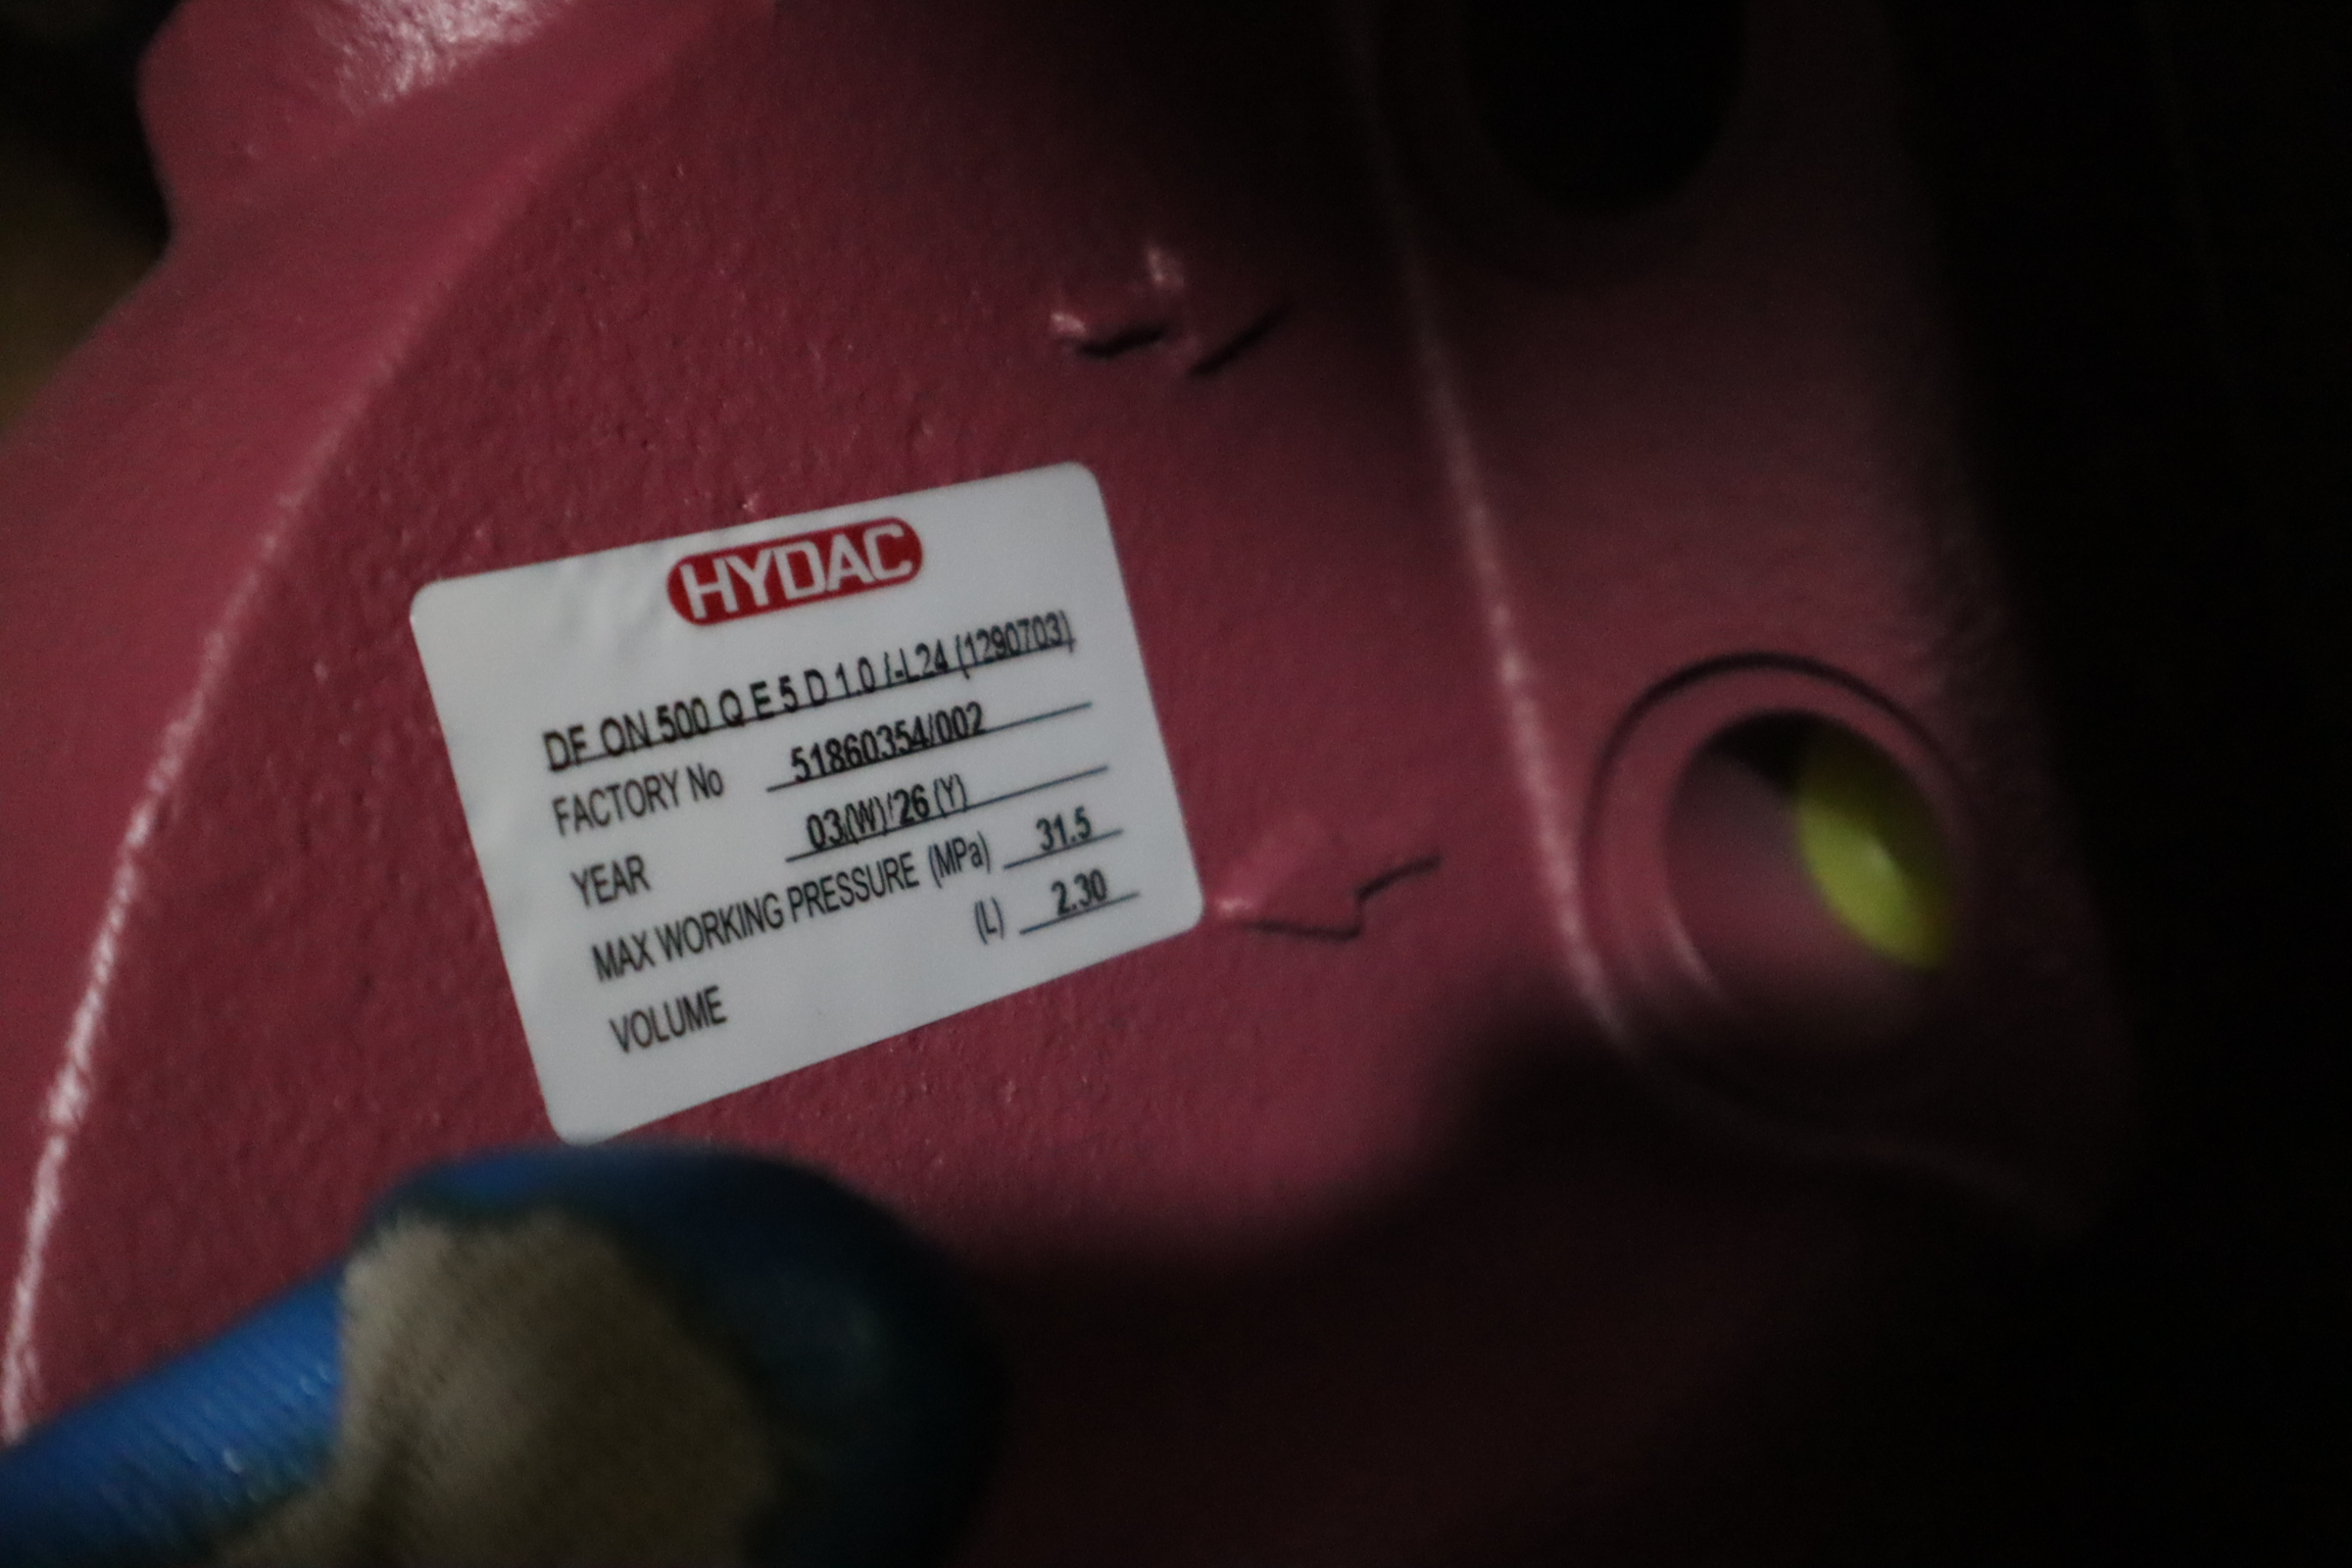 HYDAC
DF ON 500 Q E 5 D 1.0 /-L24 (1290703)
FACTORY No 51860354/002
YEAR 03(W)/26 (Y)
MAX WORKING PRESSURE (MPa) 31.5
VOLUME (L) 2.30